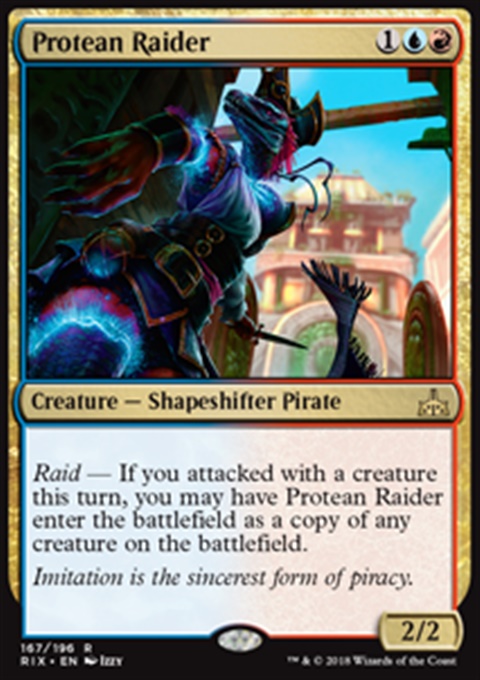 Protean Raider 1
Creature — Shapeshifter Pirate
Raid — If you attacked with a creature
this turn, you may have Protean Raider
enter the battlefield as a copy of any
creature on the battlefield.
Imitation is the sincerest form of piracy.
2/2
167/196 R
RIX • EN Izzy
™ & © 2018 Wizards of the Coast